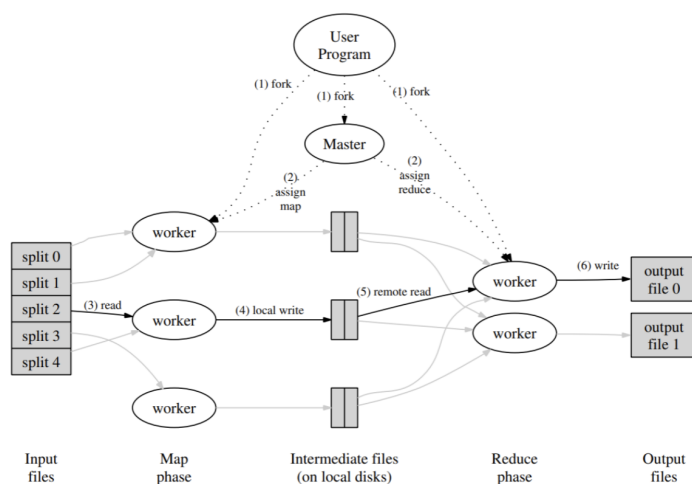 User
Program
(1) fork
(1) fork
(1) fork
Master
(2)
assign
map
(2)
assign
reduce
worker
split 0
split 1
split 2
split 3
split 4
(3) read
worker
(4) local write
(5) remote read
worker
(6) write
output
file 0
worker
output
file 1
worker
Input
files
Map
phase
Intermediate files
(on local disks)
Reduce
phase
Output
files